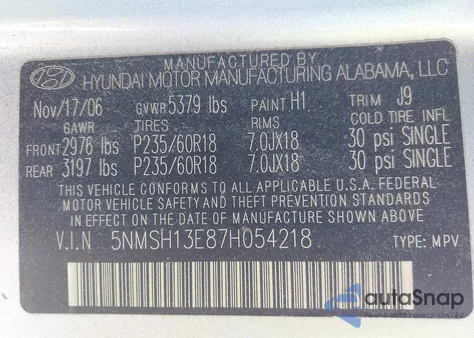 MANUFACTURED BY
HYUNDAI MOTOR MANUFACTURING ALABAMA, LLC
Nov/17/06 GVWR 5379 lbs PAINT H1 TRIM J9
GAWR TIRES RIMS COLD TIRE INFL
FRONT 2976 lbs P235/60R18 7.0JX18 30 psi SINGLE
REAR 3197 lbs P235/60R18 7.0JX18 30 psi SINGLE
THIS VEHICLE CONFORMS TO ALL APPLICABLE U.S.A. FEDERAL
MOTOR VEHICLE SAFETY AND BUMPER STANDARDS
IN EFFECT ON THE DATE OF MANUFACTURE SHOWN ABOVE
V.I.N 5NMSH13E87H054218 TYPE: MPV
autoSnap